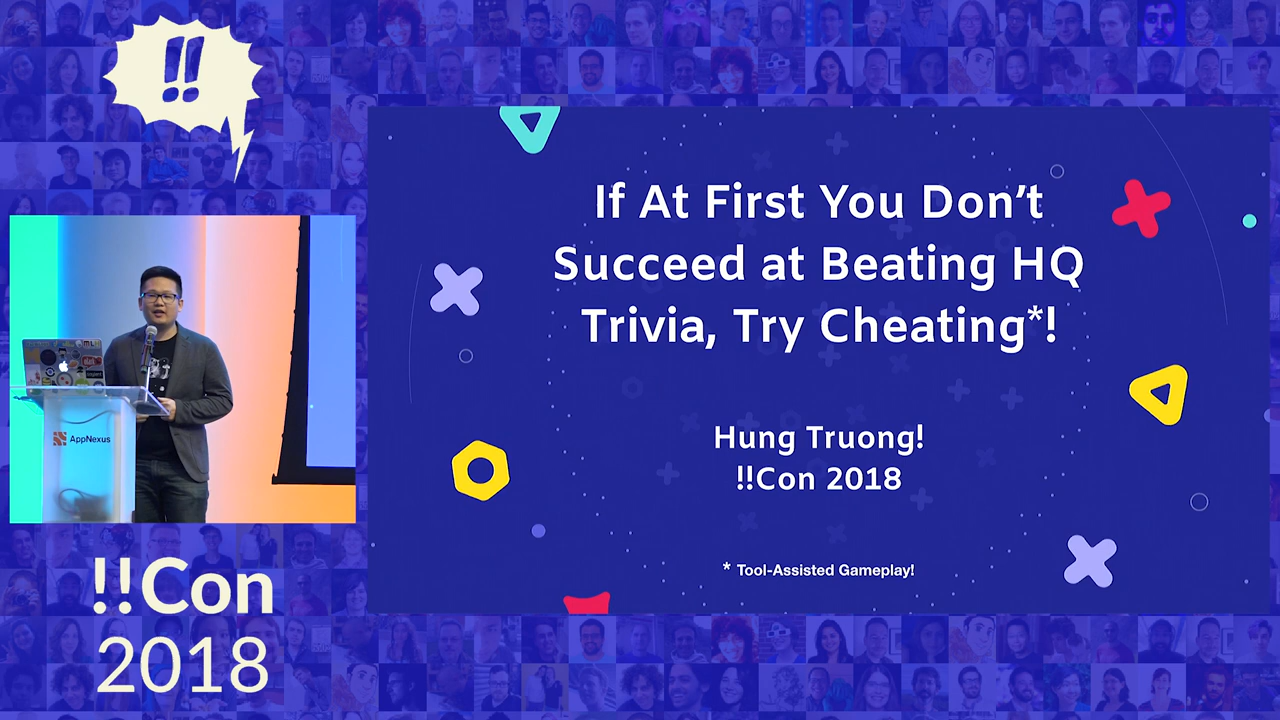 !!
If At First You Don't
Succeed at Beating HQ
Trivia, Try Cheating*!
Hung Truong!
!!Con 2018
* Tool-Assisted Gameplay!
AppNexus
!!Con
2018